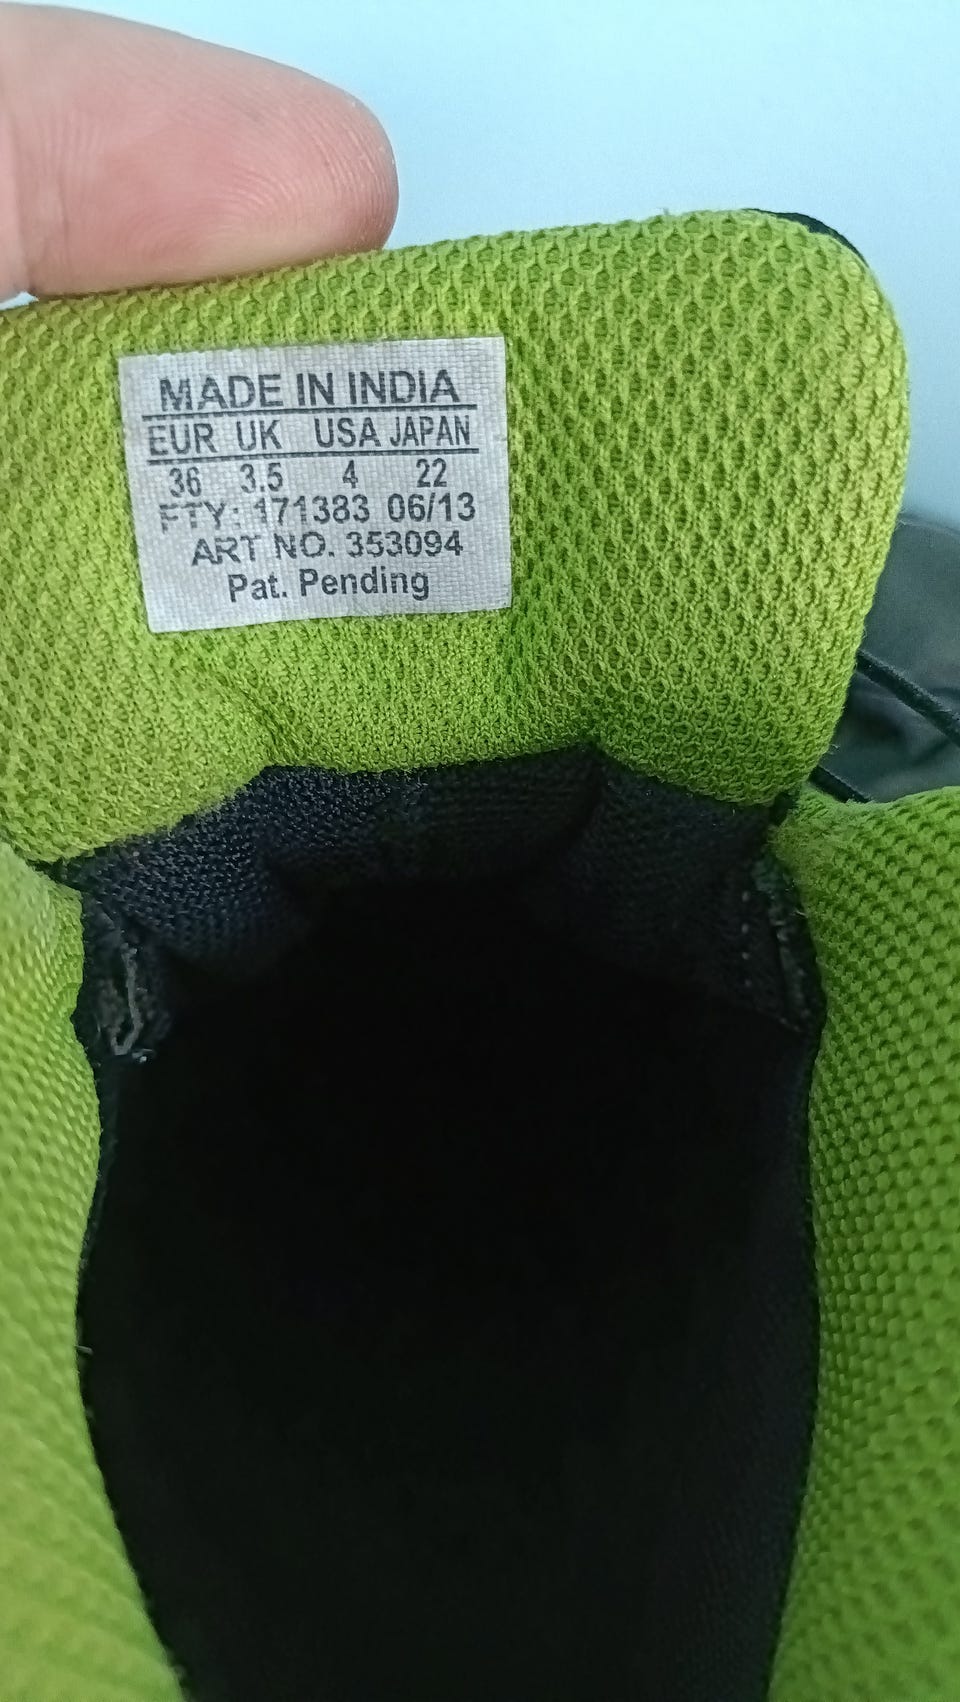 MADE IN INDIA
EUR UK USA JAPAN
36 3.5 4 22
FTY: 171383 06/13
ART NO. 353094
Pat. Pending